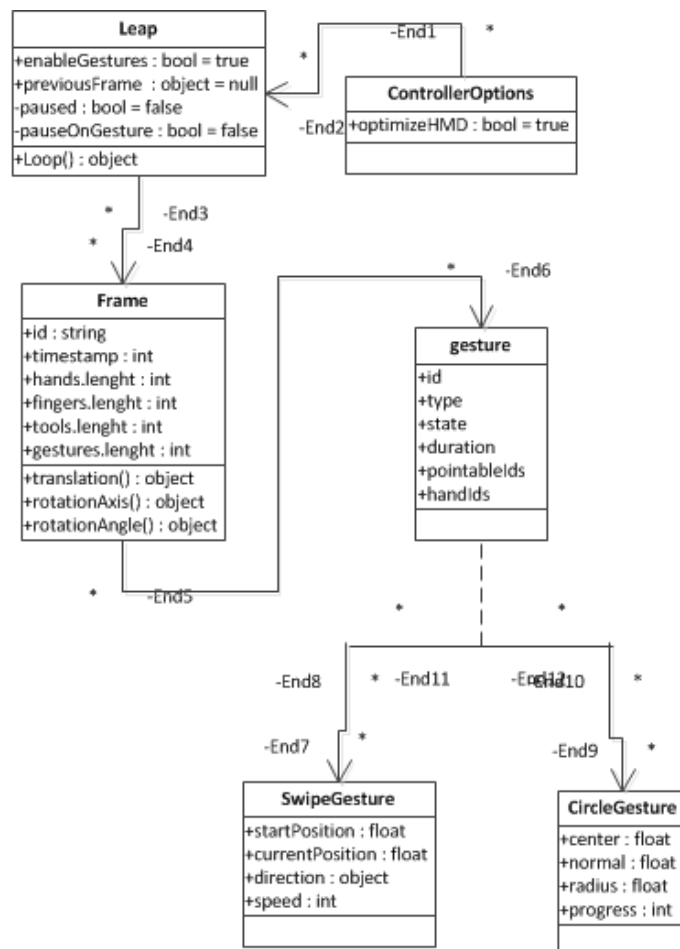 Leap
+enableGestures : bool = true
+previousFrame : object = null
-paused : bool = false
-pauseOnGesture : bool = false
+Loop() : object
-End1
*
*
-End2
ControllerOptions
+optimizeHMD : bool = true
*
-End3
*
-End4
Frame
+id : string
+timestamp : int
+hands.lenght : int
+fingers.lenght : int
+tools.lenght : int
+gestures.lenght : int
+translation() : object
+rotationAxis() : object
+rotationAngle() : object
*
-End5
*
-End6
gesture
+id
+type
+state
+duration
+pointableIds
+handIds
*
*
-End8
*
-End11
-End12
-End10
*
-End7
*
-End9
*
SwipeGesture
+startPosition : float
+currentPosition : float
+direction : object
+speed : int
CircleGesture
+center : float
+normal : float
+radius : float
+progress : int